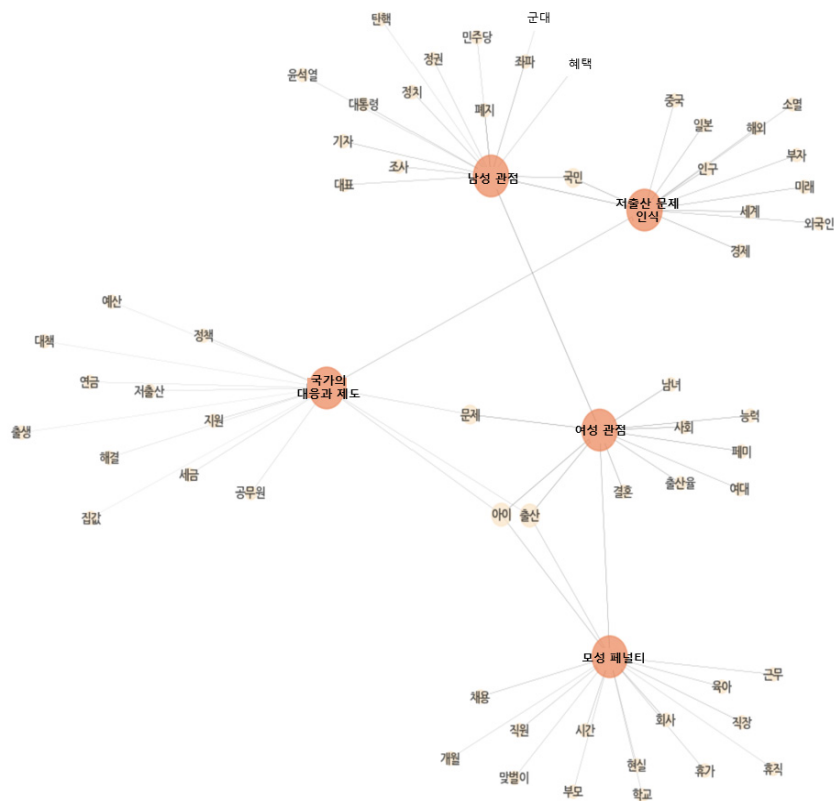 탄핵
군대
민주당
정권
좌파
혜택
윤석열
정치
대통령
폐지
중국
소멸
일본
해외
기자
조사
대표
남성 관점
국민
인구
부자
미래
저출산 문제
인식
세계
외국인
경제
예산
정책
대책
연금
저출산
국가의
대응과 제도
남녀
출생
지원
문제
여성 관점
사회
능력
페미
해결
세금
공무원
결혼
출산율
여대
집값
아이
출산
모성 페널티
근무
육아
채용
직원
시간
회사
직장
개월
맞벌이
부모
현실
학교
휴가
휴직